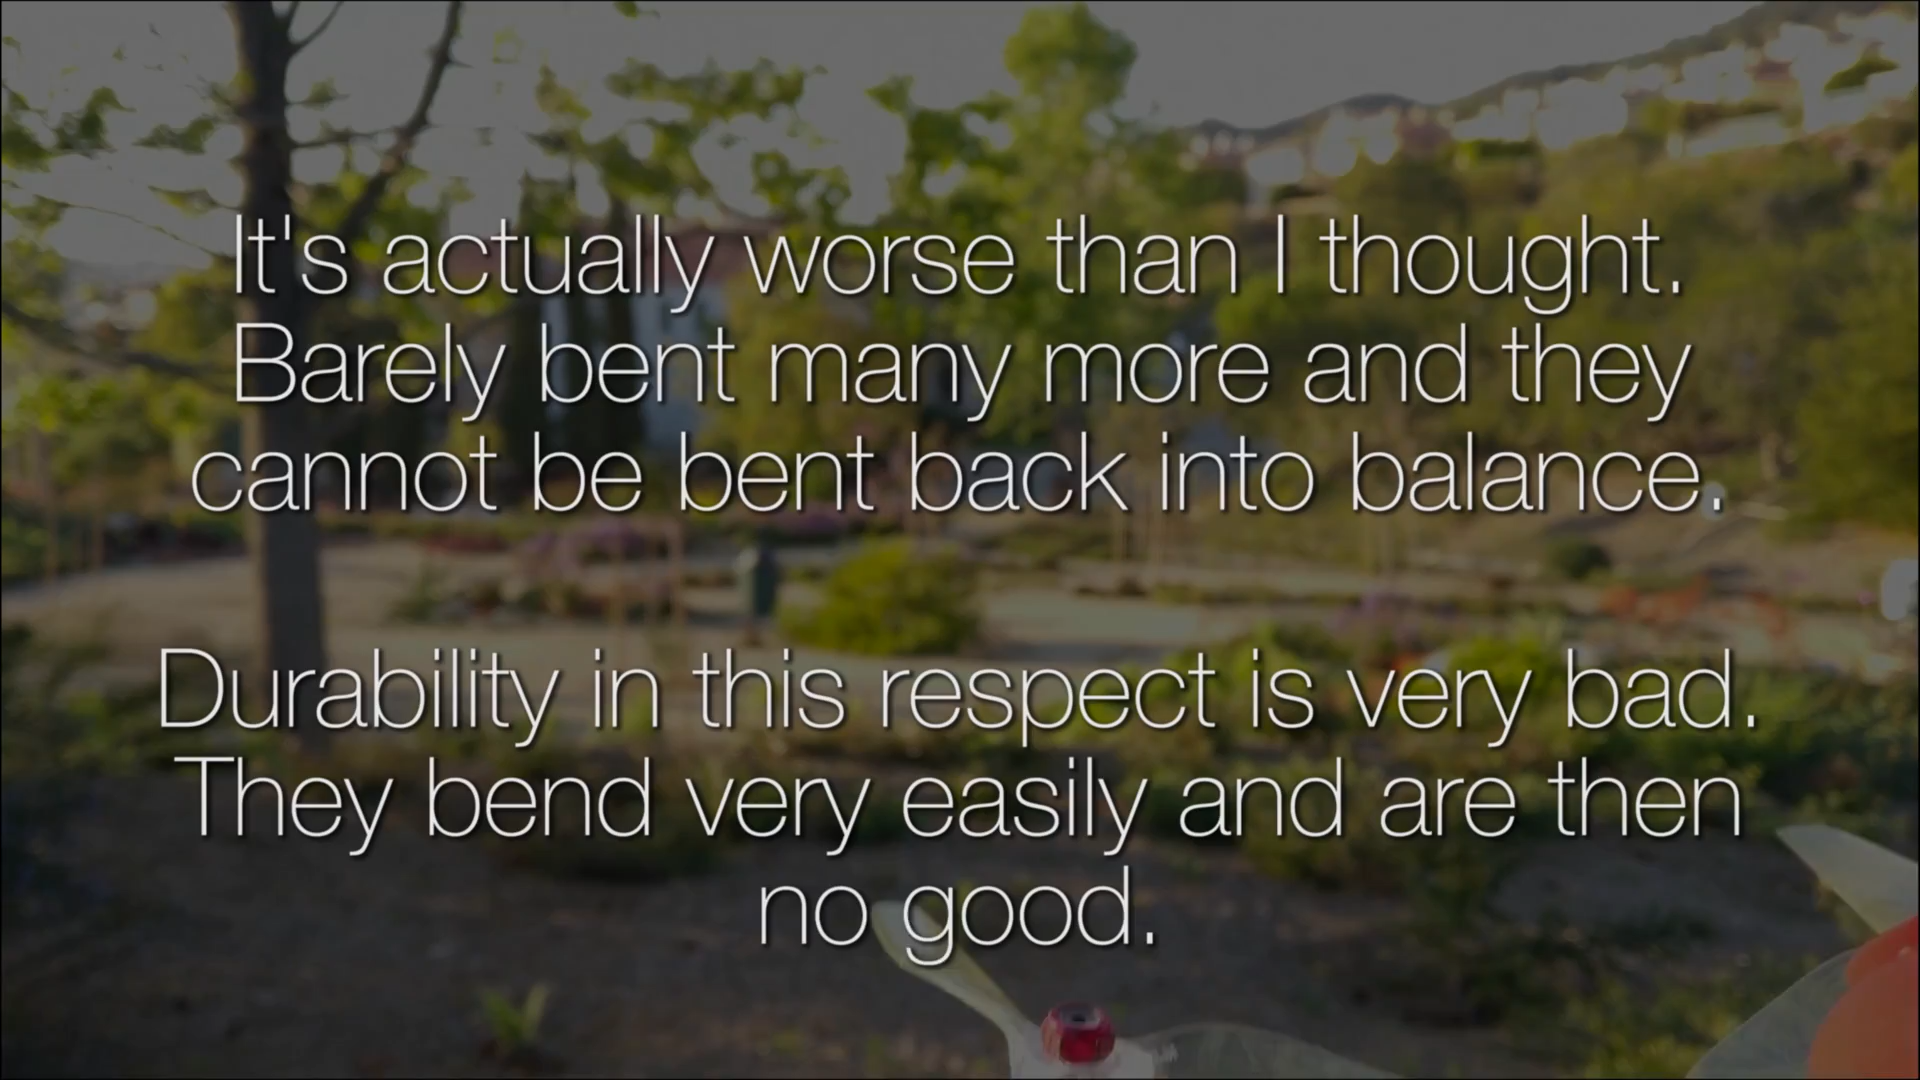 It's actually worse than I thought.
Barely bent many more and they
cannot be bent back into balance.
Durability in this respect is very bad.
They bend very easily and are then
no good.